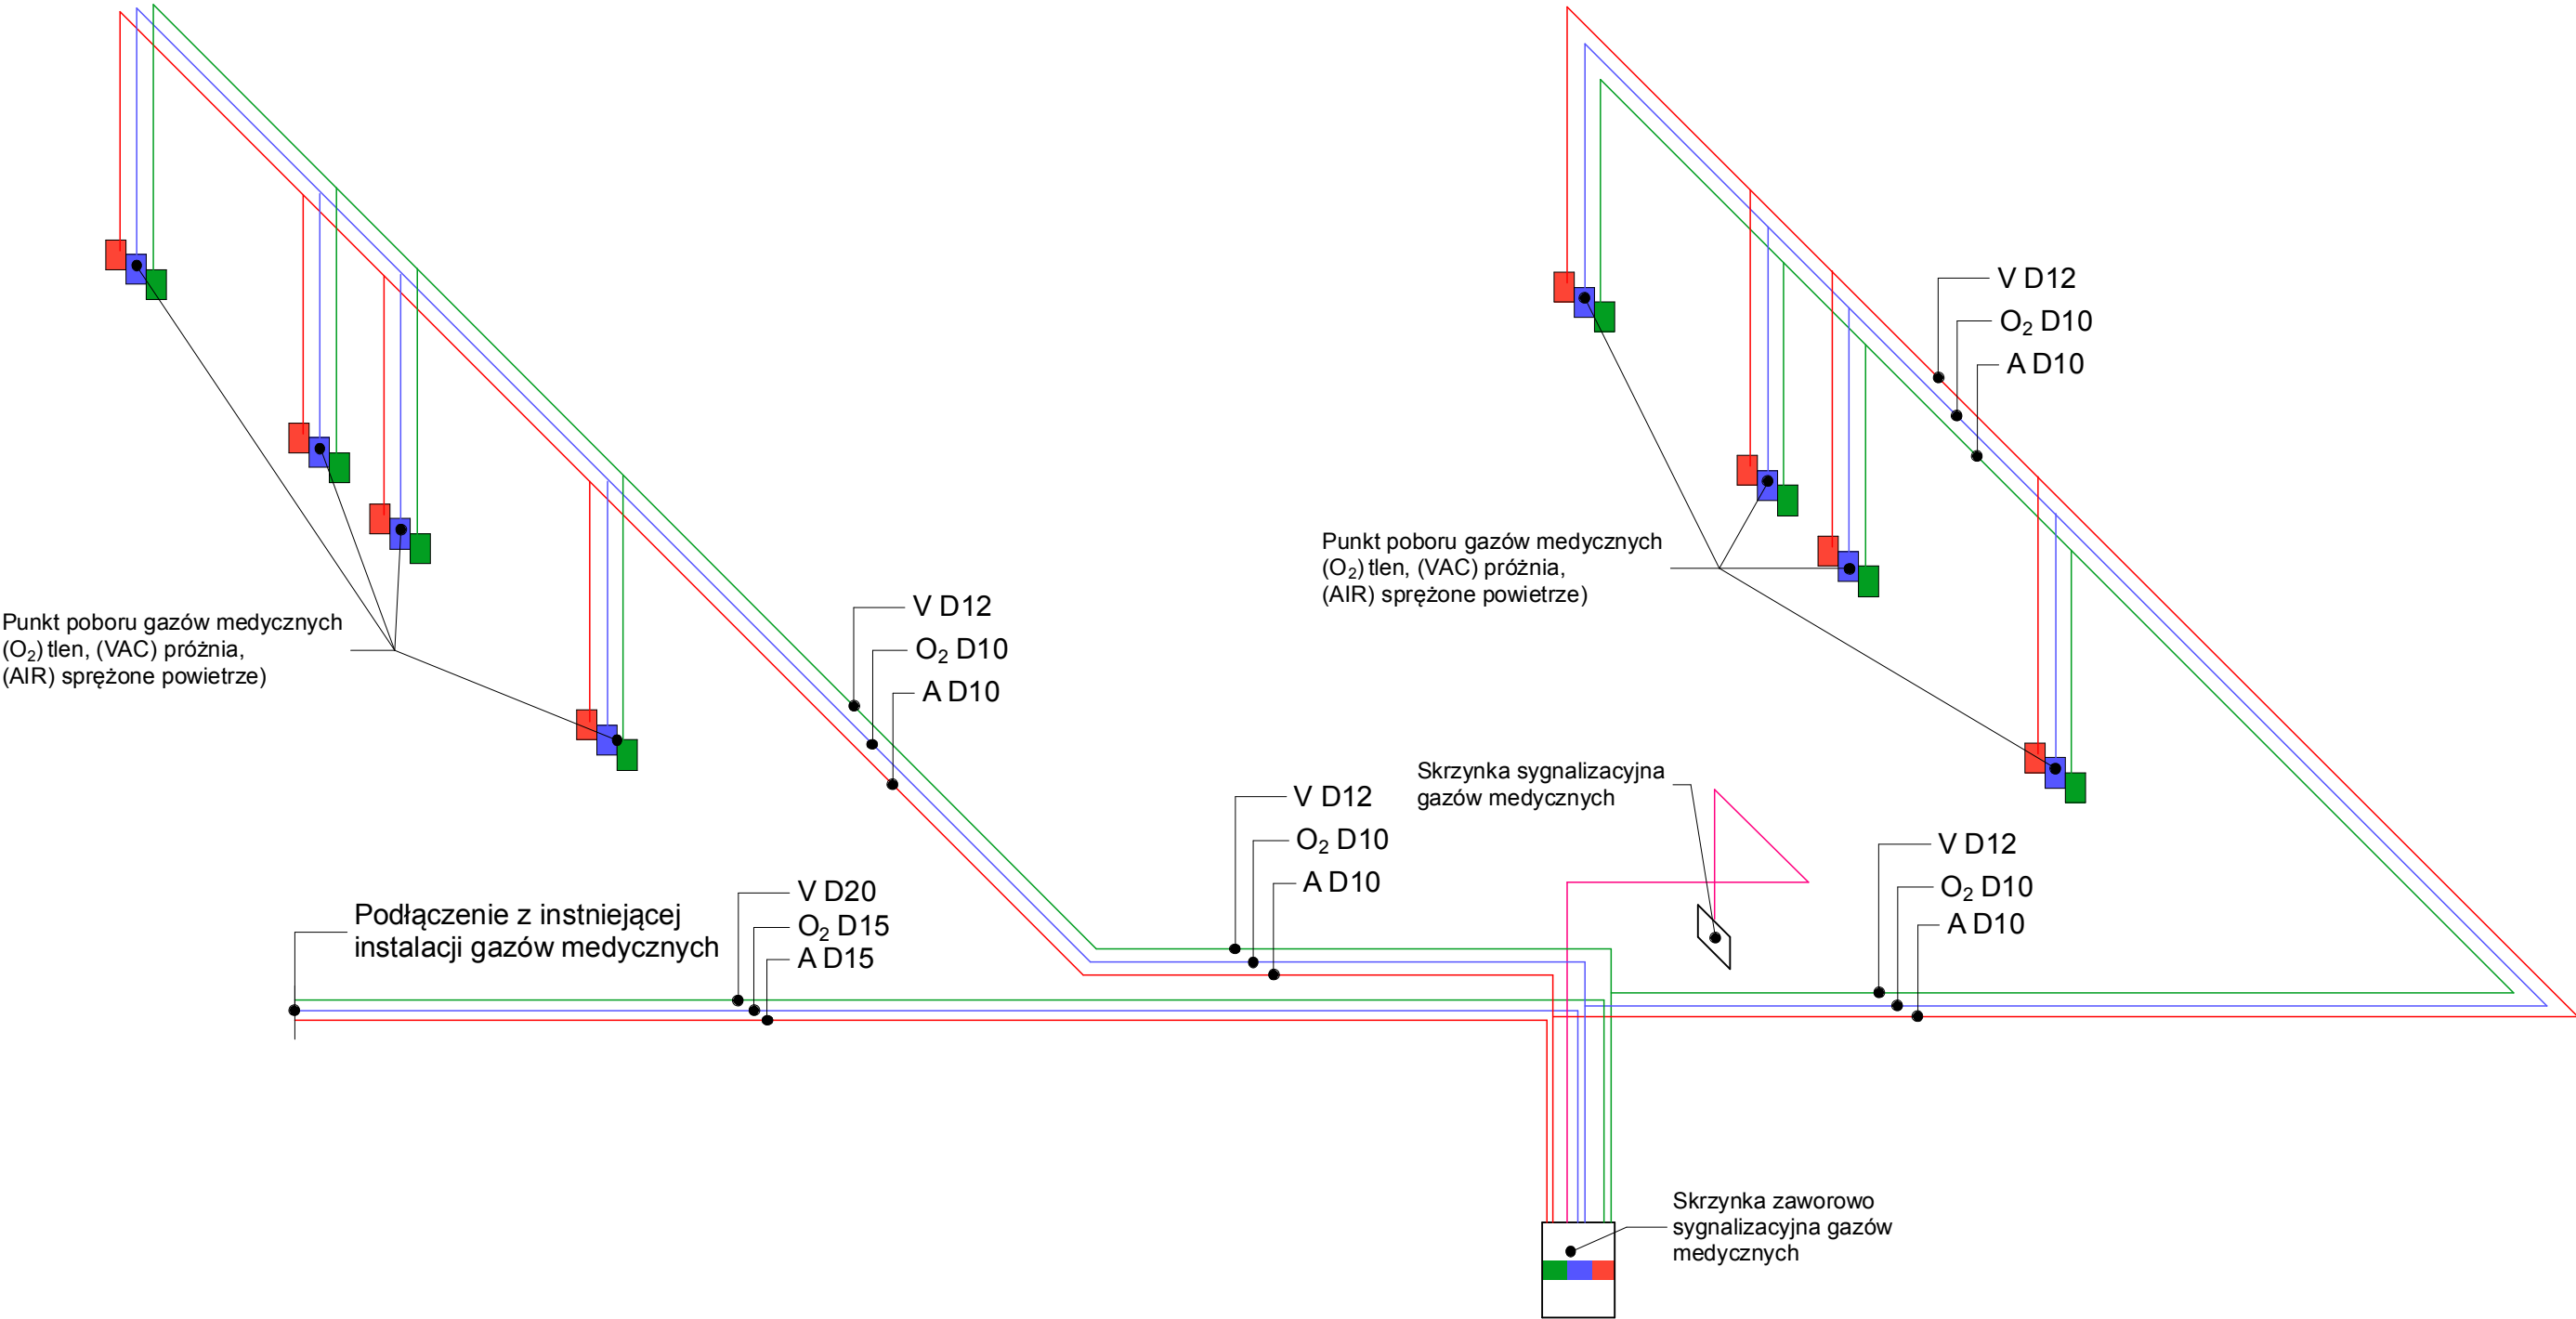 V D12
O₂ D10
A D10
Punkt poboru gazów medycznych
(O₂) tlen, (VAC) próżnia,
(AIR) sprężone powietrze)
Punkt poboru gazów medycznych
(O₂) tlen, (VAC) próżnia,
(AIR) sprężone powietrze)
V D12
O₂ D10
A D10
Skrzynka sygnalizacyjna
gazów medycznych
V D12
O₂ D10
A D10
V D12
O₂ D10
A D10
Podłączenie z instniejącej
instalacji gazów medycznych
V D20
O₂ D15
A D15
Skrzynka zaworowo
sygnalizacyjna gazów
medycznych